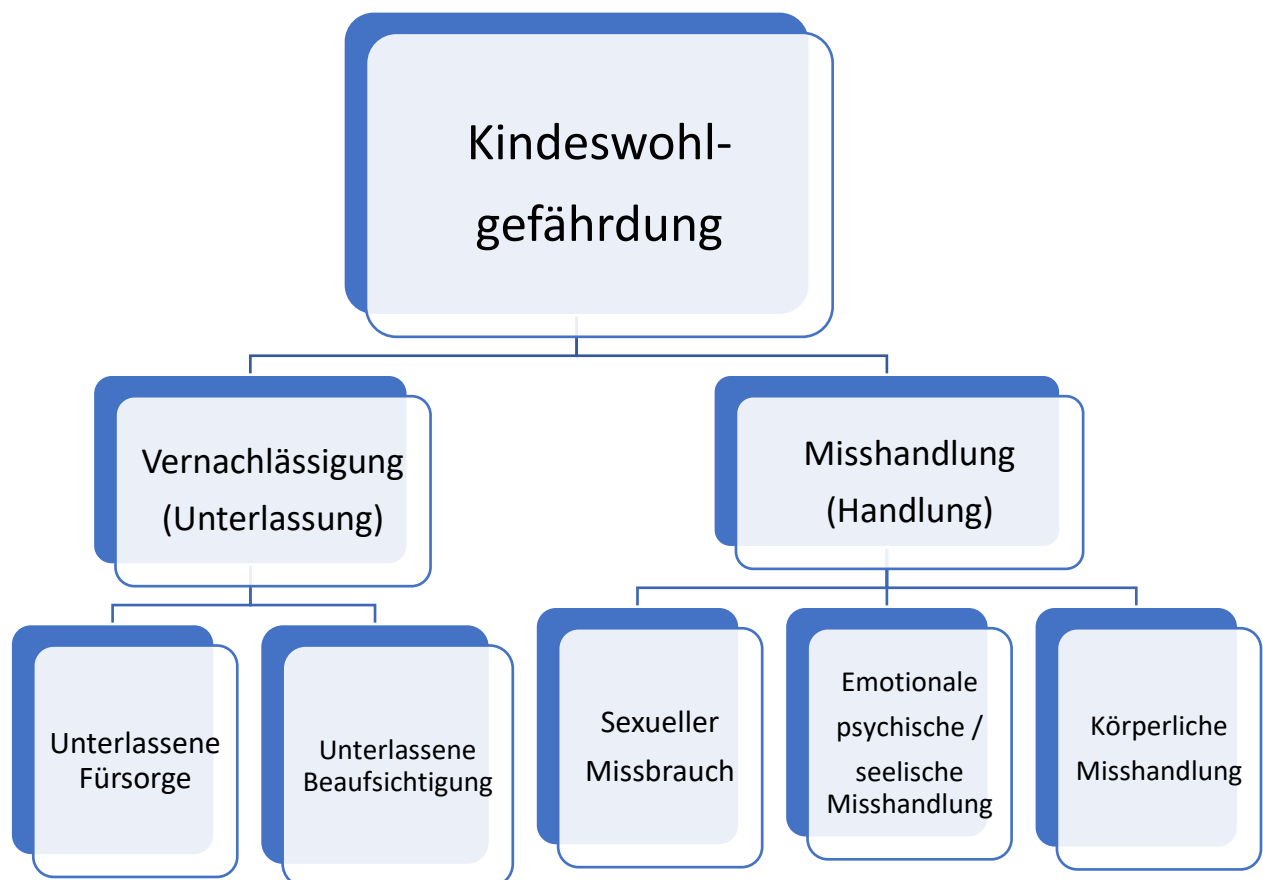 Kindeswohl-
gefährdung
Vernachlässigung
(Unterlassung)
Misshandlung
(Handlung)
Unterlassene
Fürsorge
Unterlassene
Beaufsichtigung
Sexueller
Missbrauch
Emotionale
psychische /
seelische
Misshandlung
Körperliche
Misshandlung